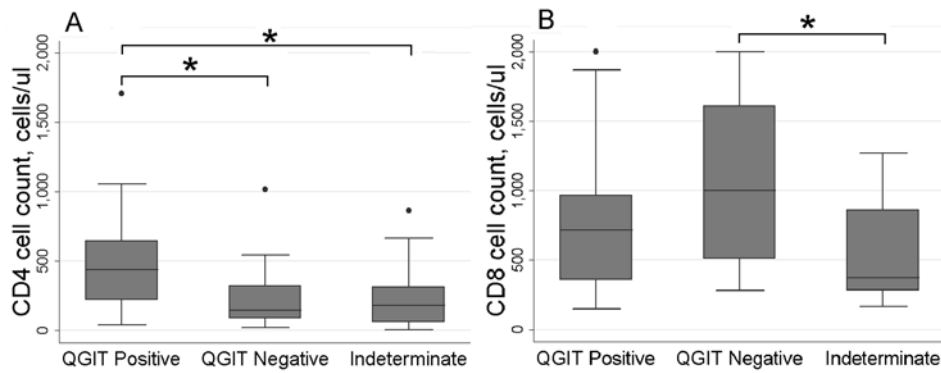 A
CD4 cell count, cells/ul
2,000
1,500
1,000
500
0
*
*
QGIT Positive QGIT Negative Indeterminate
B
CD8 cell count, cells/ul
2,000
1,500
1,000
500
0
*
QGIT Positive QGIT Negative Indeterminate